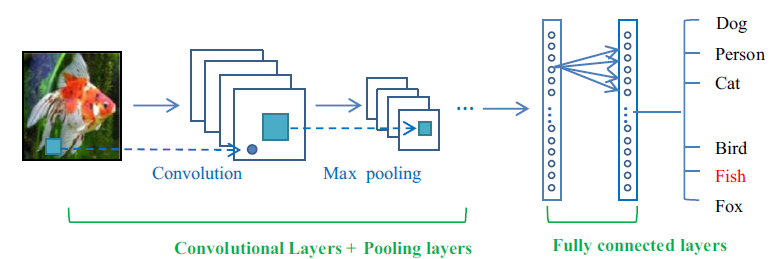 Dog
Person
Cat
...
Convolution
Max pooling
Bird
Fish
Fox
Convolutional Layers + Pooling layers
Fully connected layers